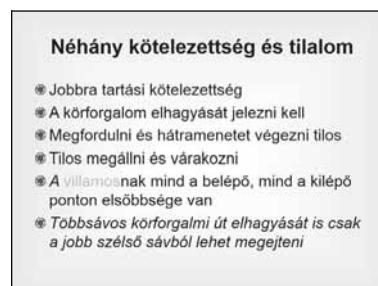 Néhány kötelezettség és tilalom
Jobbra tartási kötelezettség
A körforgalom elhagyását jelezni kell
Megfordulni és hátramenetet végezni tilos
Tilos megállni és várakozni
A villamosnak mind a belépő, mind a kilépő
ponton elsőbbsége van
Többsávos körforgalmi út elhagyását is csak
a jobb szélső sávból lehet megejteni